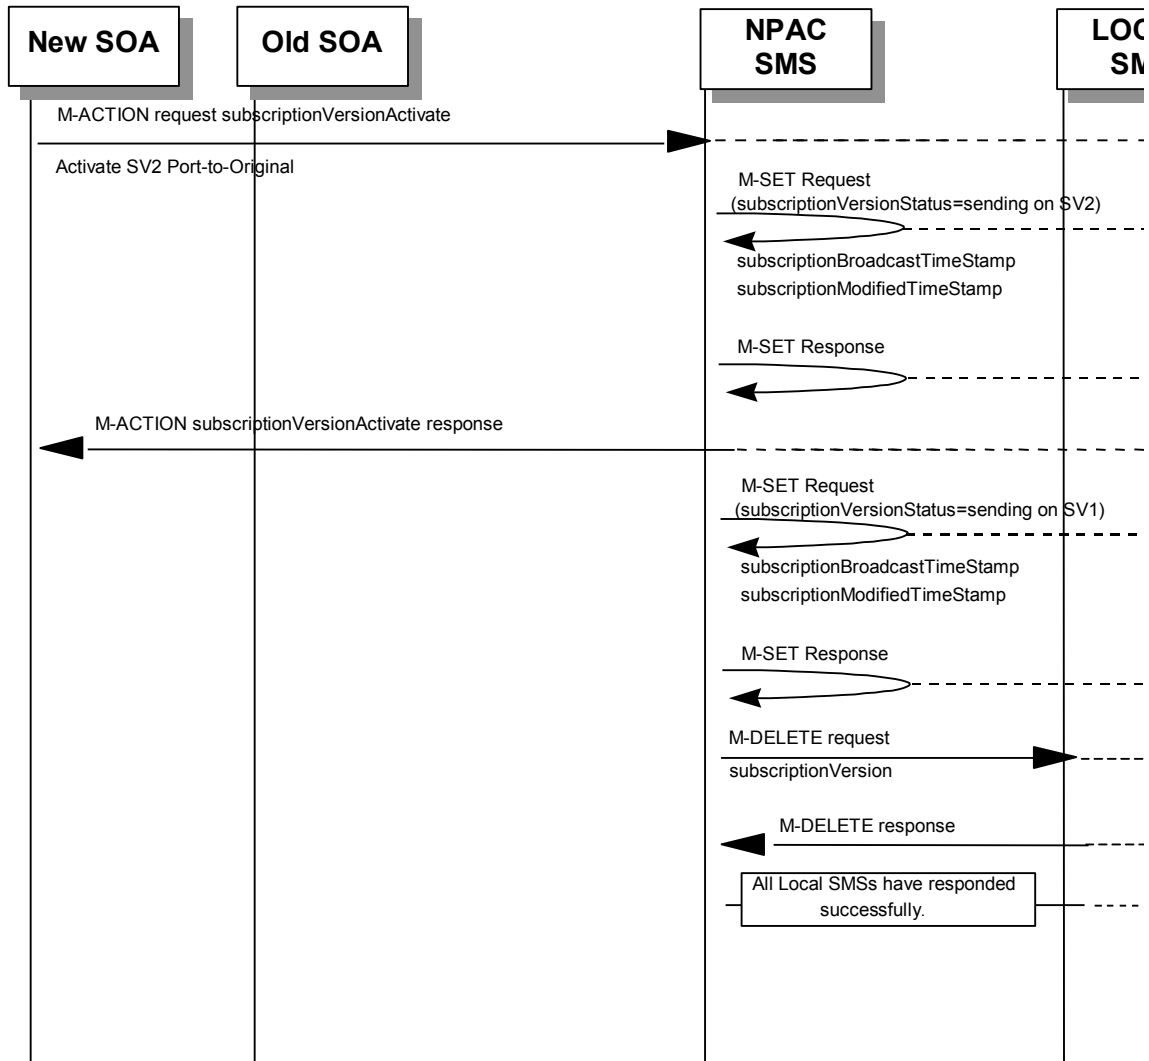 New SOA
Old SOA
NPAC
SMS
LOC
SM
M-ACTION request subscriptionVersionActivate
Activate SV2 Port-to-Original
M-SET Request
(subscriptionVersionStatus=sending on SV2)
subscriptionBroadcastTimeStamp
subscriptionModifiedTimeStamp
M-SET Response
M-ACTION subscriptionVersionActivate response
M-SET Request
(subscriptionVersionStatus=sending on SV1)
subscriptionBroadcastTimeStamp
subscriptionModifiedTimeStamp
M-SET Response
M-DELETE request
subscriptionVersion
M-DELETE response
All Local SMSs have responded
successfully.